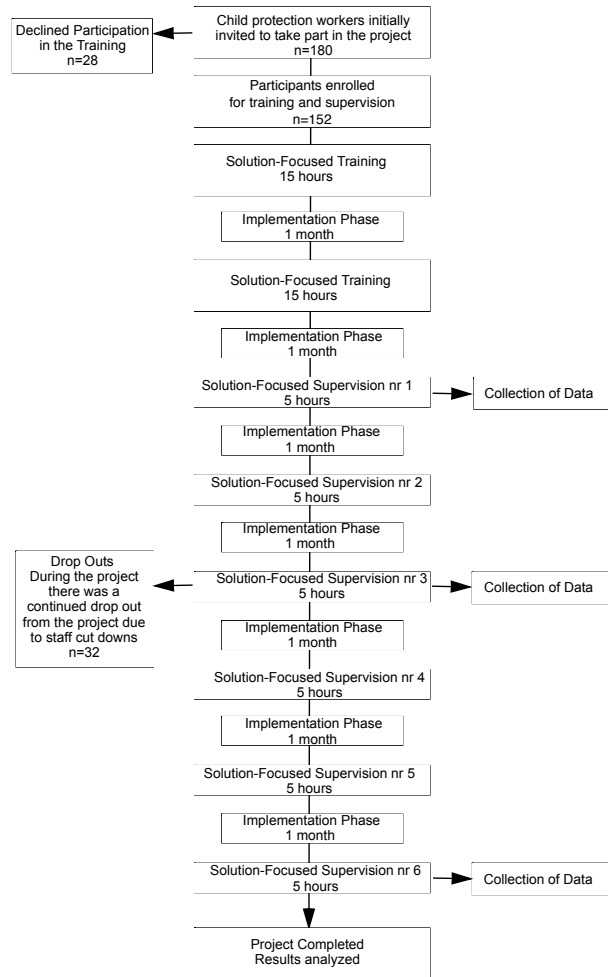 Declined Participation
in the Training
n=28
Child protection workers initially
invited to take part in the project
n=180
Participants enrolled
for training and supervision
n=152
Solution-Focused Training
15 hours
Implementation Phase
1 month
Solution-Focused Training
15 hours
Implementation Phase
1 month
Solution-Focused Supervision nr 1
5 hours
Collection of Data
Implementation Phase
1 month
Solution-Focused Supervision nr 2
5 hours
Implementation Phase
1 month
Drop Outs
During the project
there was a
continued drop out
from the project due
to staff cut downs
n=32
Solution-Focused Supervision nr 3
5 hours
Collection of Data
Implementation Phase
1 month
Solution-Focused Supervision nr 4
5 hours
Implementation Phase
1 month
Solution-Focused Supervision nr 5
5 hours
Implementation Phase
1 month
Solution-Focused Supervision nr 6
5 hours
Collection of Data
Project Completed
Results analyzed